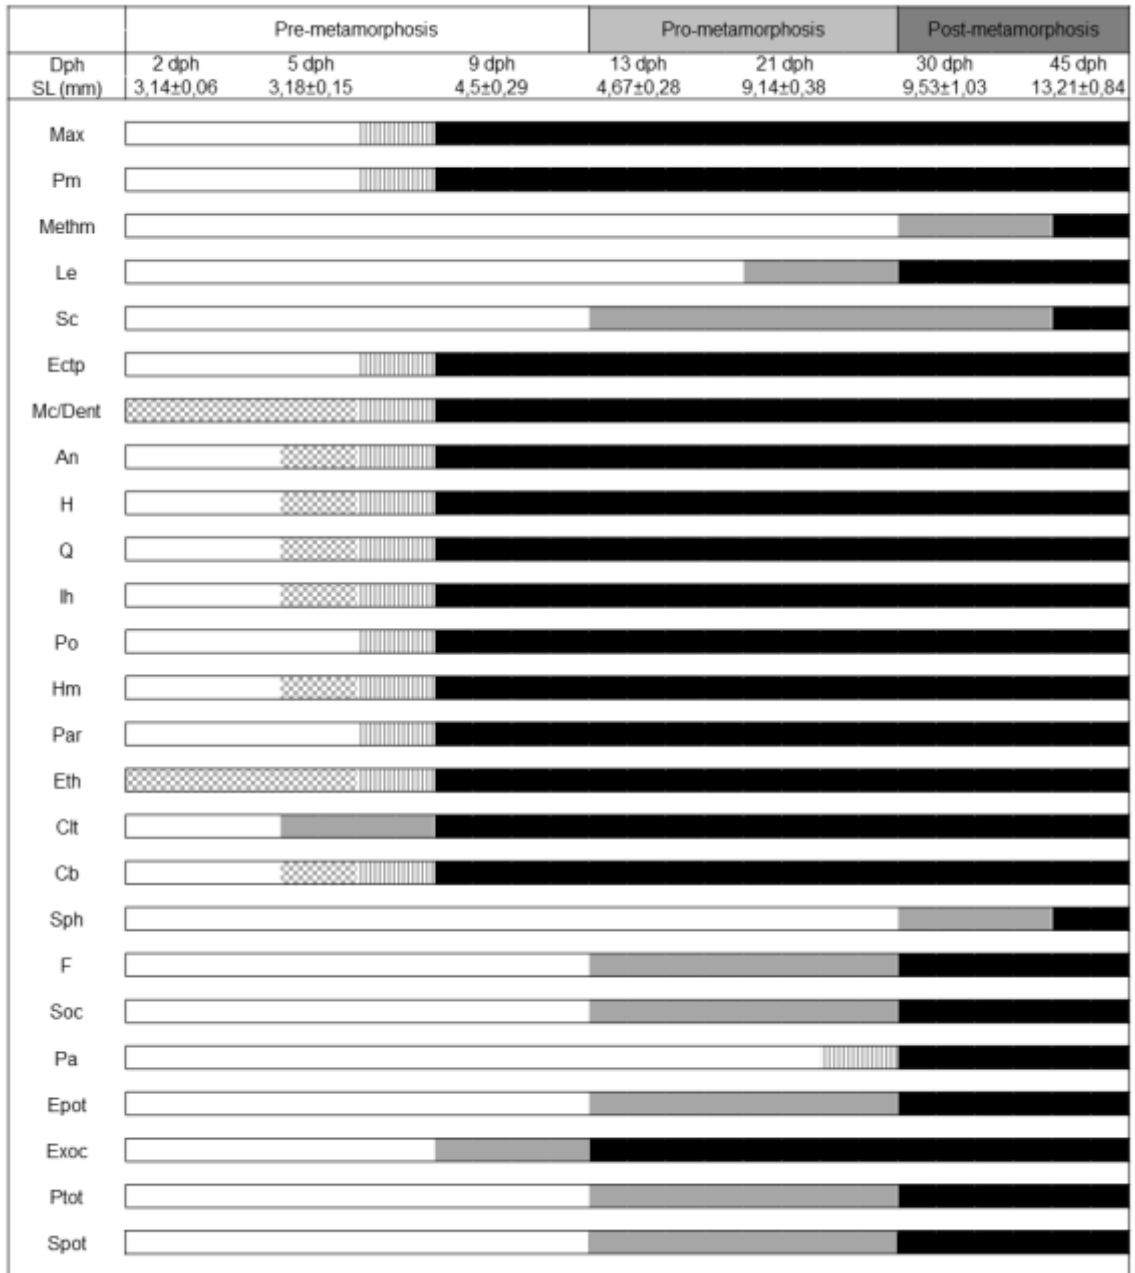 Pre-metamorphosis Pro-metamorphosis Post-metamorphosis
Dph 2 dph 5 dph 9 dph 13 dph 21 dph 30 dph 45 dph
SL (mm) 3,14±0,06 3,18±0,15 4,5±0,29 4,67±0,28 9,14±0,38 9,53±1,03 13,21±0,84
Max
Pm
Methm
Le
Sc
Ectp
Mc/Dent
An
H
Q
Ih
Po
Hm
Par
Eth
Clt
Cb
Sph
F
Soc
Pa
Epot
Exoc
Ptot
Spot